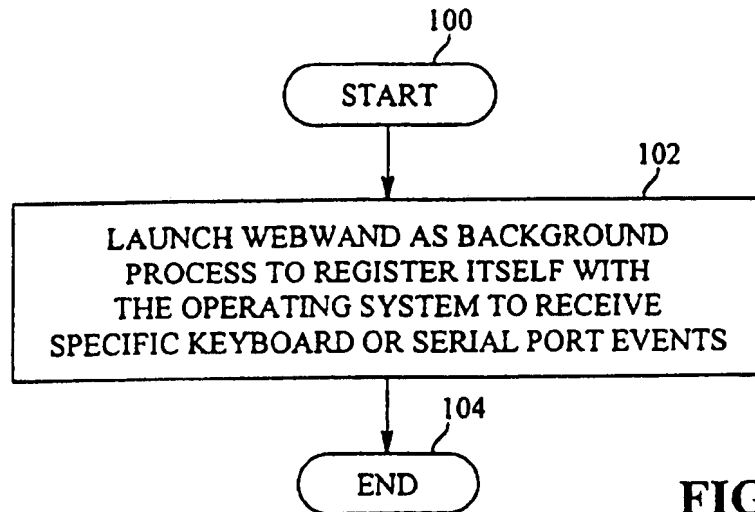 100
START
102
LAUNCH WEBWAND AS BACKGROUND
PROCESS TO REGISTER ITSELF WITH
THE OPERATING SYSTEM TO RECEIVE
SPECIFIC KEYBOARD OR SERIAL PORT EVENTS
104
END
FIG